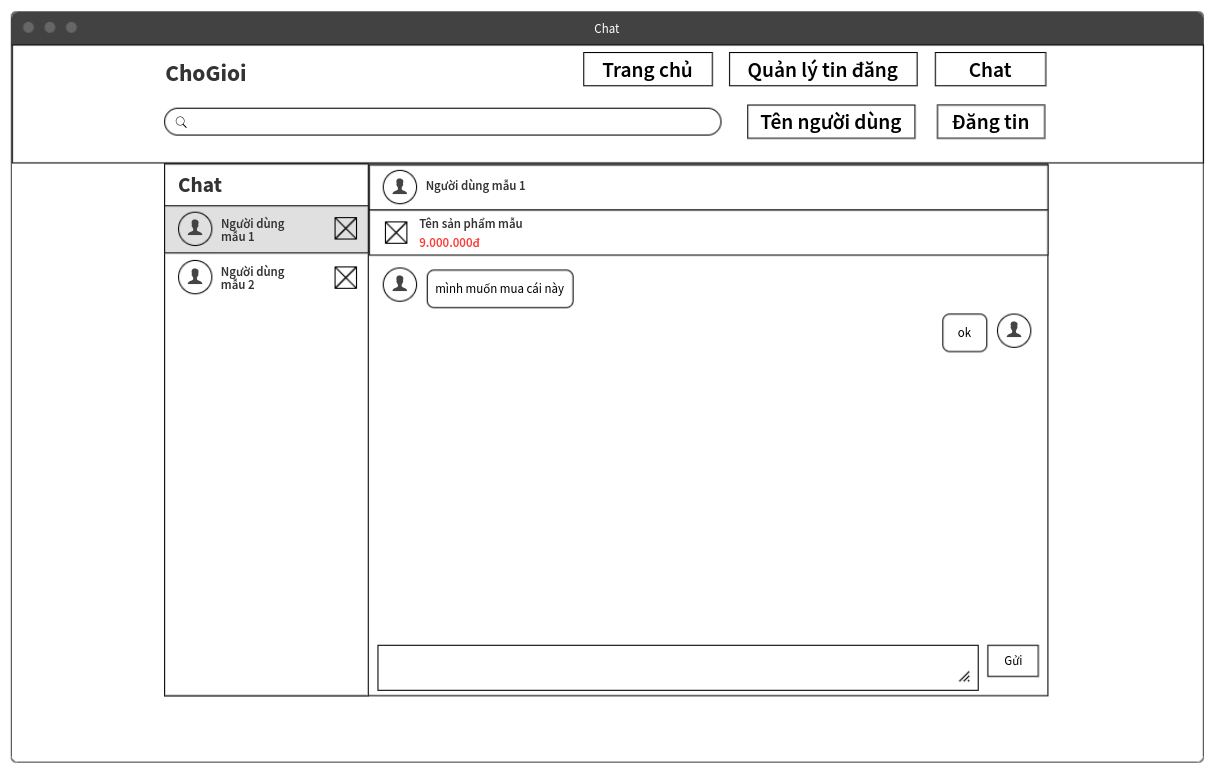 Chat
ChoGioi
Trang chủ
Quản lý tin đăng
Chat
Tên người dùng
Đăng tin
Chat
Người dùng
mẫu 1
Người dùng
mẫu 2
Người dùng mẫu 1
Tên sản phẩm mẫu
9.000.000đ
mình muốn mua cái này
ok
Gửi